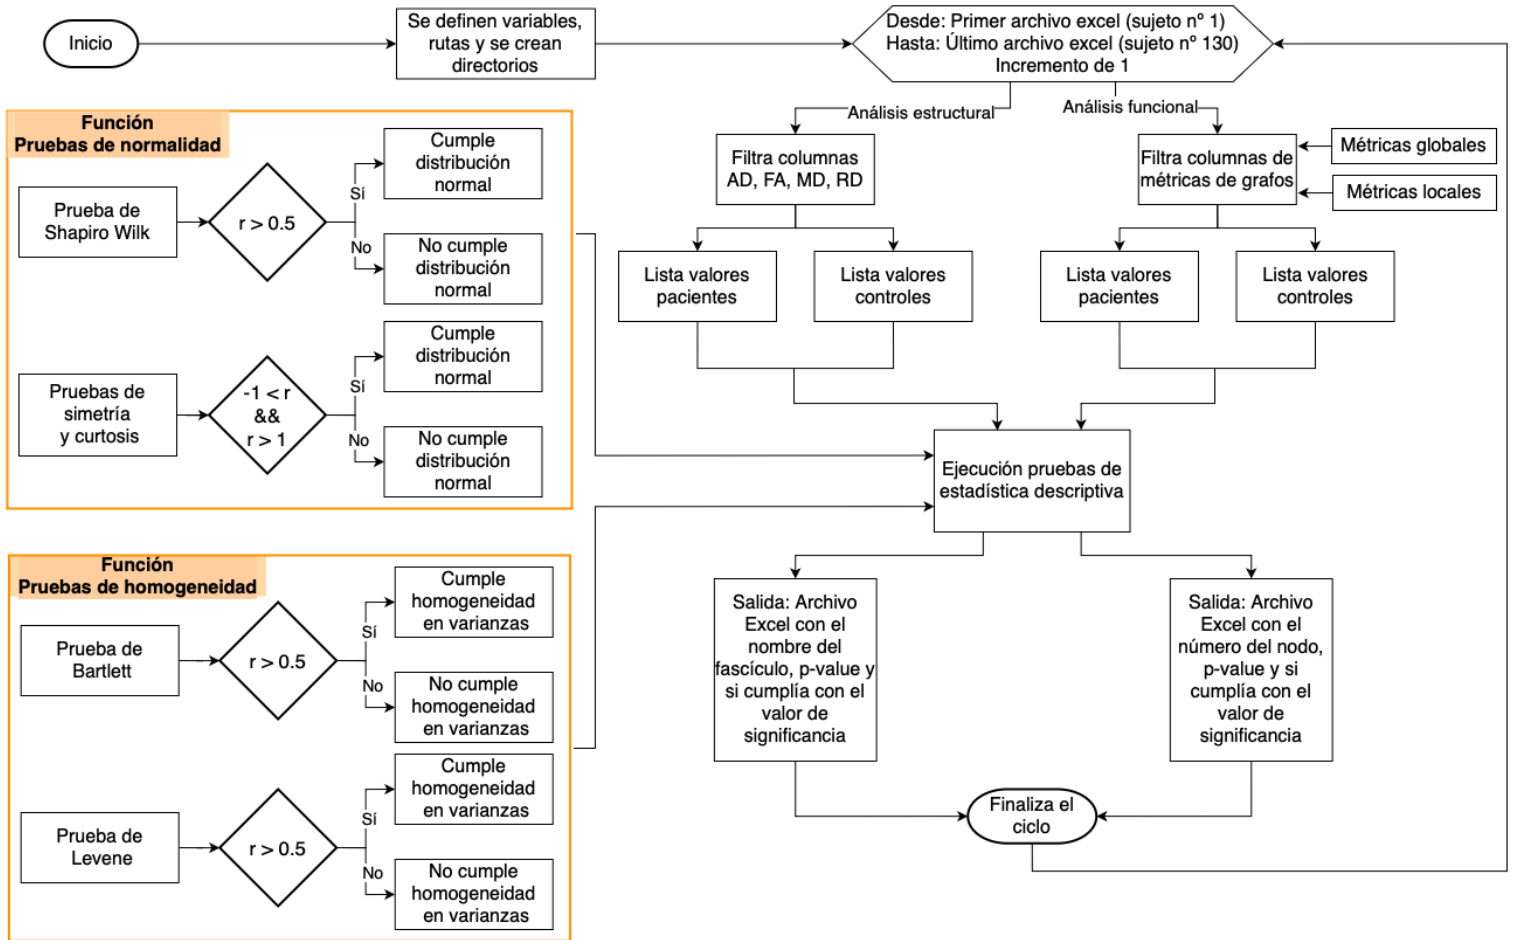 Inicio
Se definen variables,
rutas y se crean
directorios
Desde: Primer archivo excel (sujeto nº 1)
Hasta: Último archivo excel (sujeto nº 130)
Incremento de 1
Análisis estructural
Análisis funcional
Filtra columnas
AD, FA, MD, RD
Filtra columnas de
métricas de grafos
Métricas globales
Métricas locales
Lista valores
pacientes
Lista valores
controles
Lista valores
pacientes
Lista valores
controles
Función
Pruebas de normalidad
Prueba de
Shapiro Wilk
r > 0.5
Sí
No
Cumple
distribución
normal
No cumple
distribución
normal
Pruebas de
simetría
y curtosis
-1 < r
&&
r > 1
Sí
No
Cumple
distribución
normal
No cumple
distribución
normal
Ejecución pruebas de
estadística descriptiva
Función
Pruebas de homogeneidad
Prueba de
Bartlett
r > 0.5
Sí
No
Cumple
homogeneidad
en varianzas
No cumple
homogeneidad
en varianzas
Prueba de
Levene
r > 0.5
Sí
No
Cumple
homogeneidad
en varianzas
No cumple
homogeneidad
en varianzas
Salida: Archivo
Excel con el
nombre del
fascículo, p-value y
si cumplía con el
valor de
significancia
Salida: Archivo
Excel con el
número del nodo,
p-value y si
cumplía con el
valor de
significancia
Finaliza el
ciclo